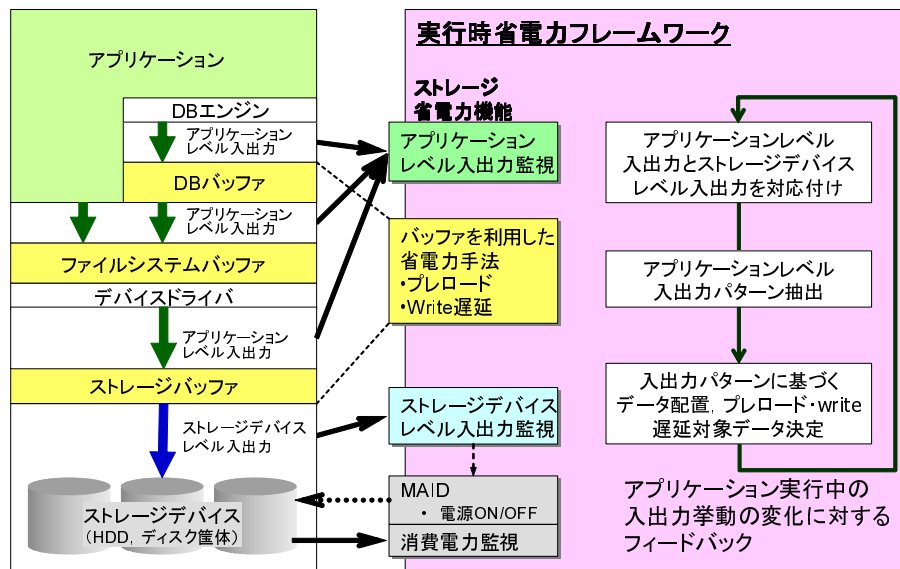 アプリケーション
DBエンジン
アプリケーション
レベル入出力
DBバッファ
アプリケーション
レベル入出力
ファイルシステムバッファ
デバイスドライバ
アプリケーション
レベル入出力
ストレージバッファ
ストレージデバイス
レベル入出力
ストレージデバイス
(HDD, ディスク筐体)
実行時省電力フレームワーク
ストレージ
省電力機能
アプリケーション
レベル入出力監視
バッファを利用した
省電力手法
・プレロード
・Write遅延
ストレージデバイス
レベル入出力監視
MAID
・ 電源ON/OFF
消費電力監視
アプリケーションレベル
入出力とストレージデバイス
レベル入出力を対応付け
アプリケーションレベル
入出力パターン抽出
入出力パターンに基づく
データ配置, プレロード・write
遅延対象データ決定
アプリケーション実行中の
入出力挙動の変化に対する
フィードバック